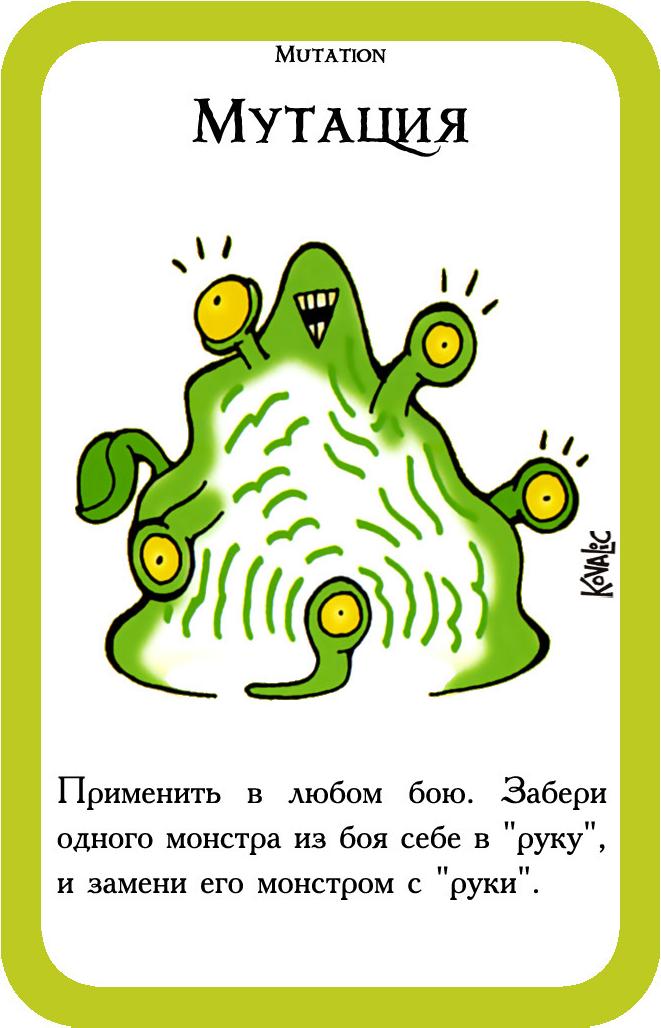 Mutation
Мутация
Kovalic
Применить в любом бою. Забери
одного монстра из боя себе в "руку",
и замени его монстром с "руки".